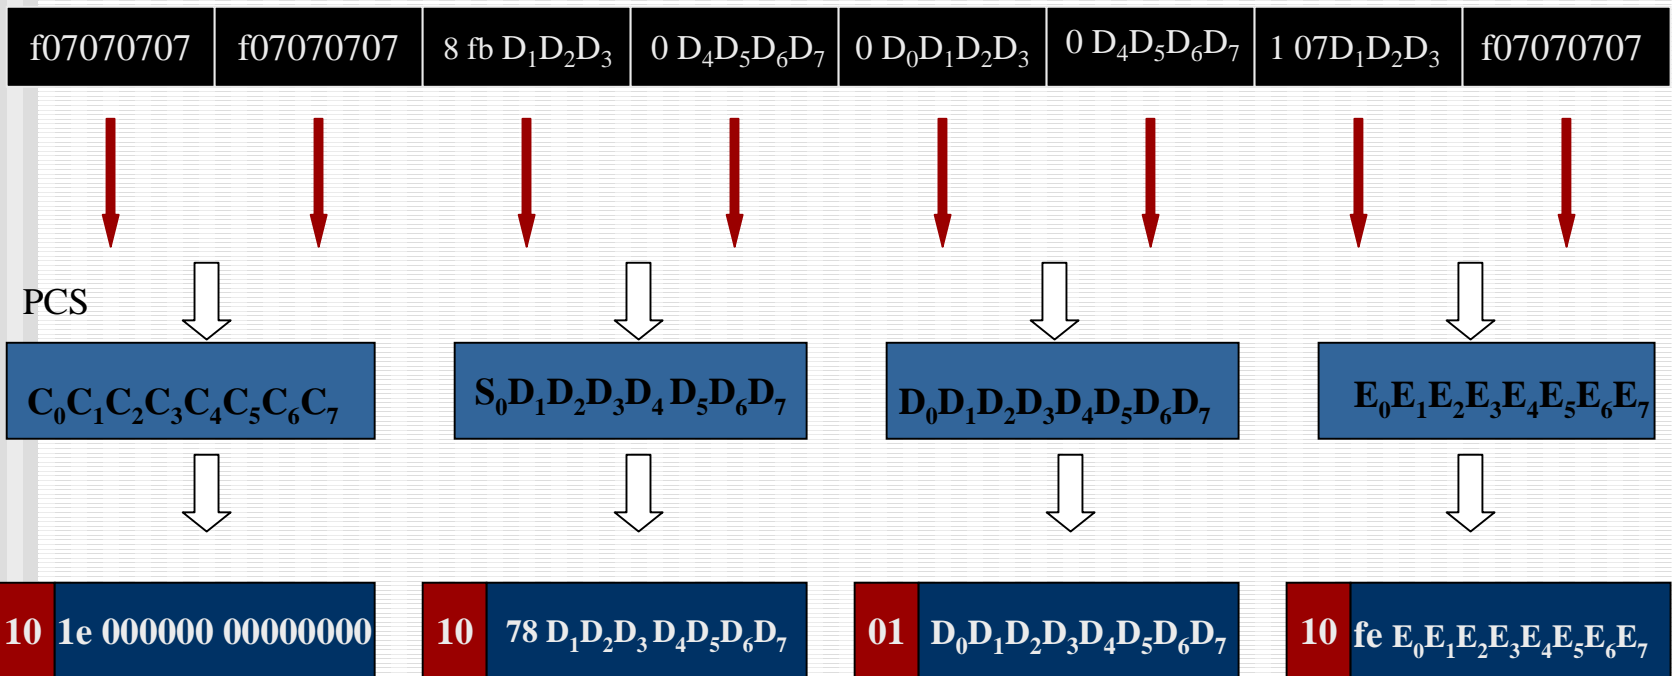 f07070707 f07070707 8 fb D₁D₂D₃ 0 D₄D₅D₆D₇ 0 D₀D₁D₂D₃ 0 D₄D₅D₆D₇ 1 07D₁D₂D₃ f07070707
PCS
C₀C₁C₂C₃C₄C₅C₆C₇ S₀D₁D₂D₃D₄ D₅D₆D₇ D₀D₁D₂D₃D₄D₅D₆D₇ E₀E₁E₂E₃E₄E₅E₆E₇
10 1e 000000 00000000 10 78 D₁D₂D₃ D₄D₅D₆D₇ 01 D₀D₁D₂D₃D₄D₅D₆D₇ 10 fe E₀E₁E₂E₃E₄E₅E₆E₇